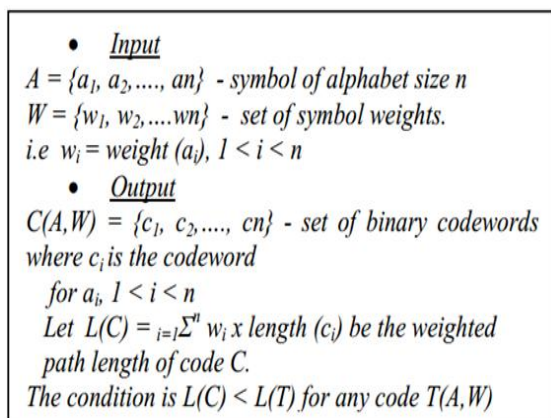 • Input
A = {a1, a2,...., an} - symbol of alphabet size n
W = {w1, w2,....wn} - set of symbol weights.
i.e wi = weight (ai), 1 < i < n
• Output
C(A,W) = {c1, c2,...., cn} - set of binary codewords
where ci is the codeword
for ai, 1 < i < n
Let L(C) = i=1Σn wi x length (ci) be the weighted
path length of code C.
The condition is L(C) < L(T) for any code T(A,W)